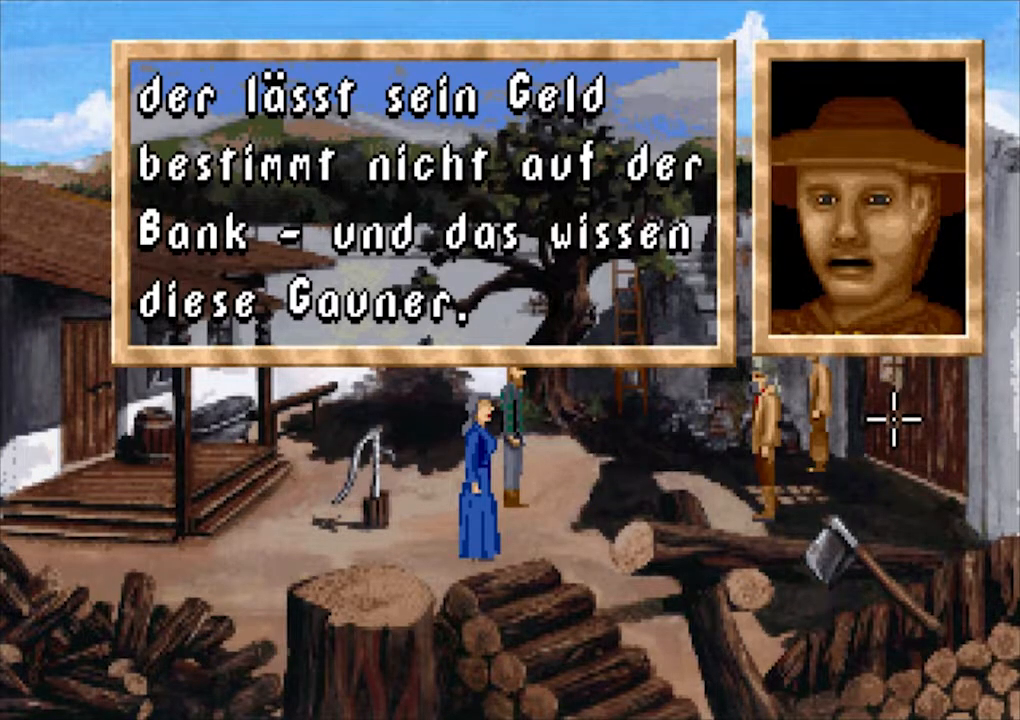 der lässt sein Geld
bestimmt nicht auf der
Bank - und das wissen
diese Gauner.